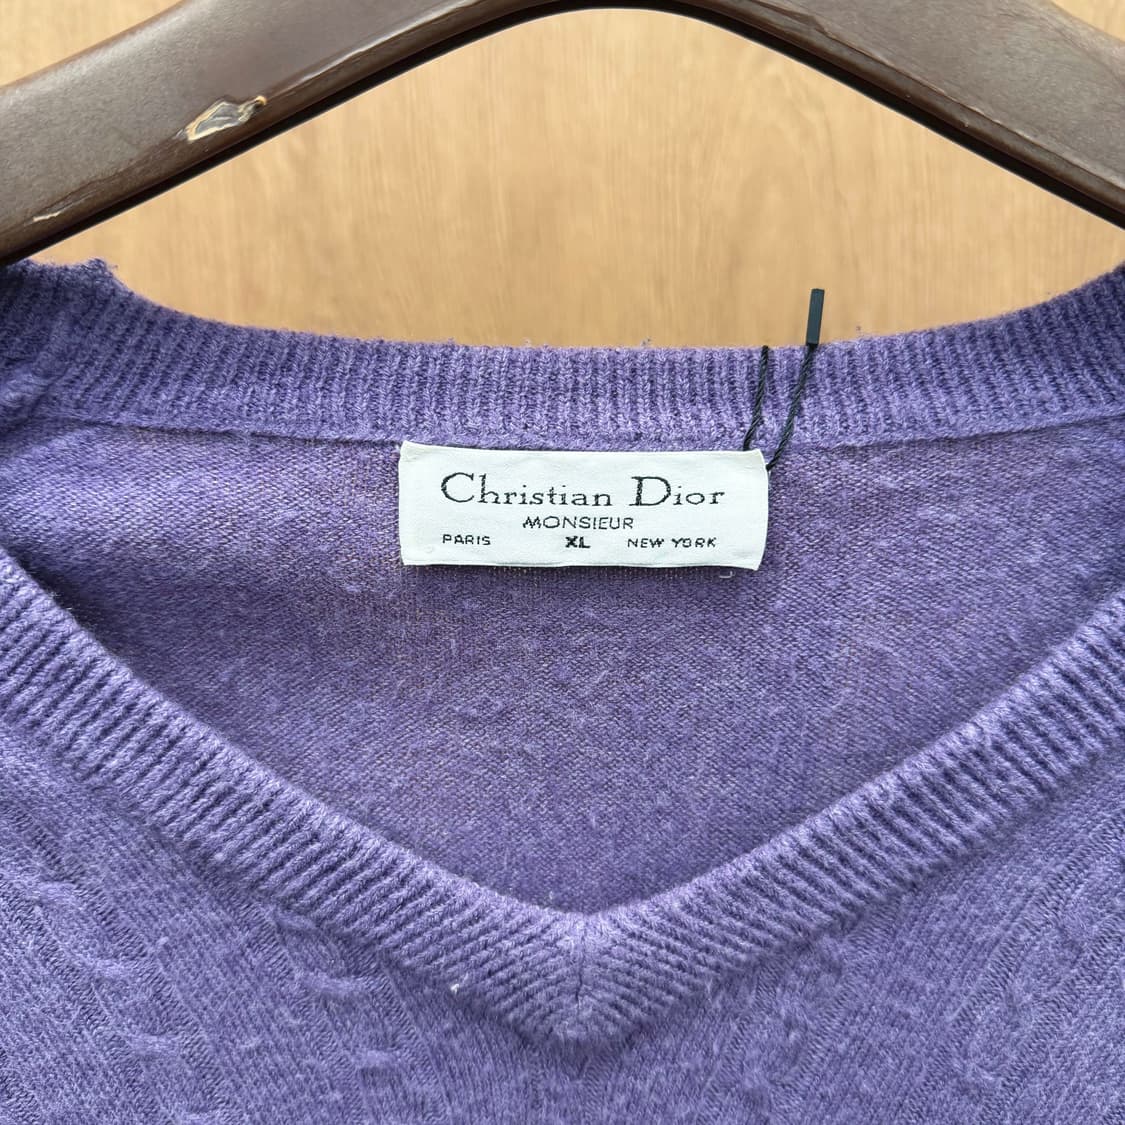 Christian Dior
MONSIEUR
PARIS XL NEW YORK